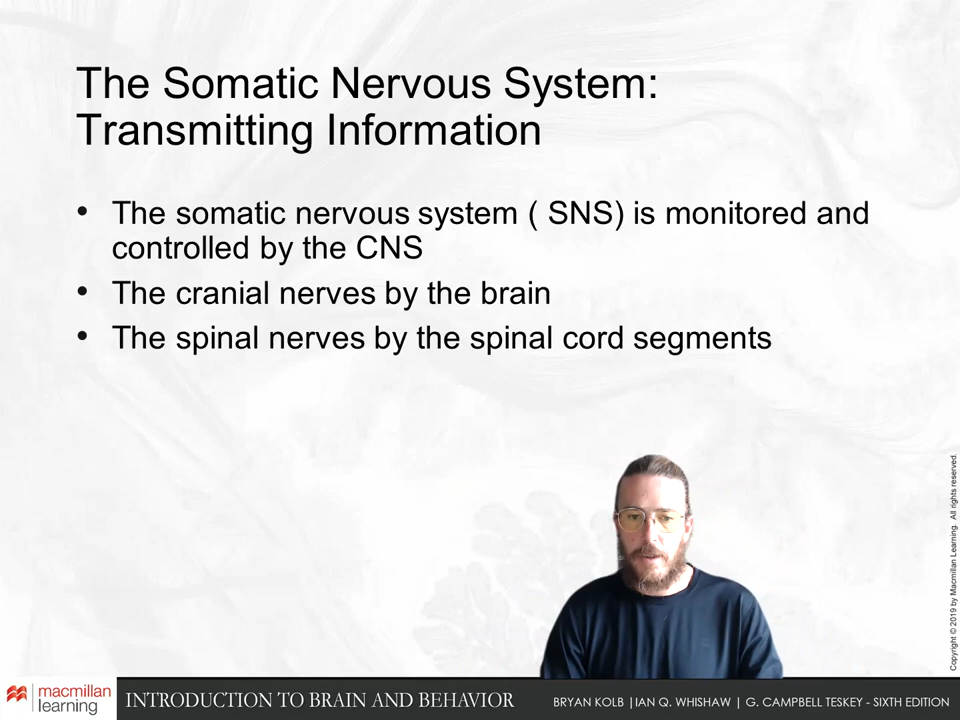 The Somatic Nervous System:
Transmitting Information
• The somatic nervous system ( SNS) is monitored and
controlled by the CNS
• The cranial nerves by the brain
• The spinal nerves by the spinal cord segments
Copyright © 2019 by Macmillan Learning. All rights reserved.
macmillan
learning
INTRODUCTION TO BRAIN AND BEHAVIOR
BRYAN KOLB |IAN Q. WHISHAW | G. CAMPBELL TESKEY - SIXTH EDITION